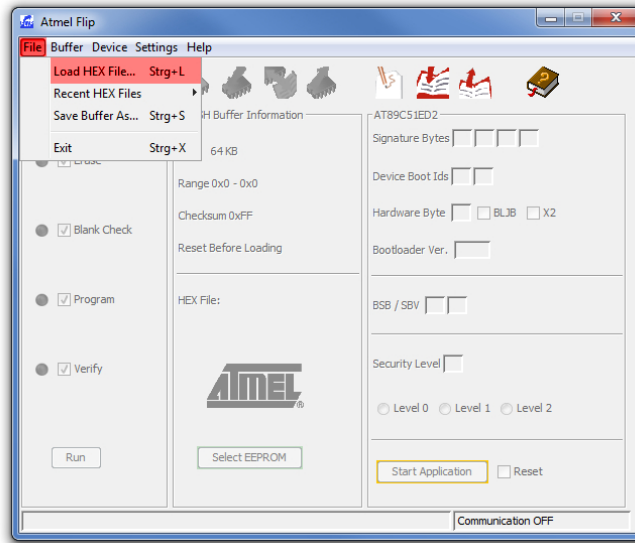 Atmel Flip
File Buffer Device Settings Help
Load HEX File... Strg+L
Recent HEX Files
Save Buffer As... Strg+S
Exit Strg+X
Erase
Blank Check
Program
Verify
Run
Buffer Information
64 KB
Range 0x0 - 0x0
Checksum 0xFF
Reset Before Loading
HEX File:
ATMEL
®
Select EEPROM
AT89C51ED2
Signature Bytes
Device Boot Ids
Hardware Byte BLJB X2
Bootloader Ver.
BSB / SBV
Security Level
Level 0 Level 1 Level 2
Start Application Reset
Communication OFF